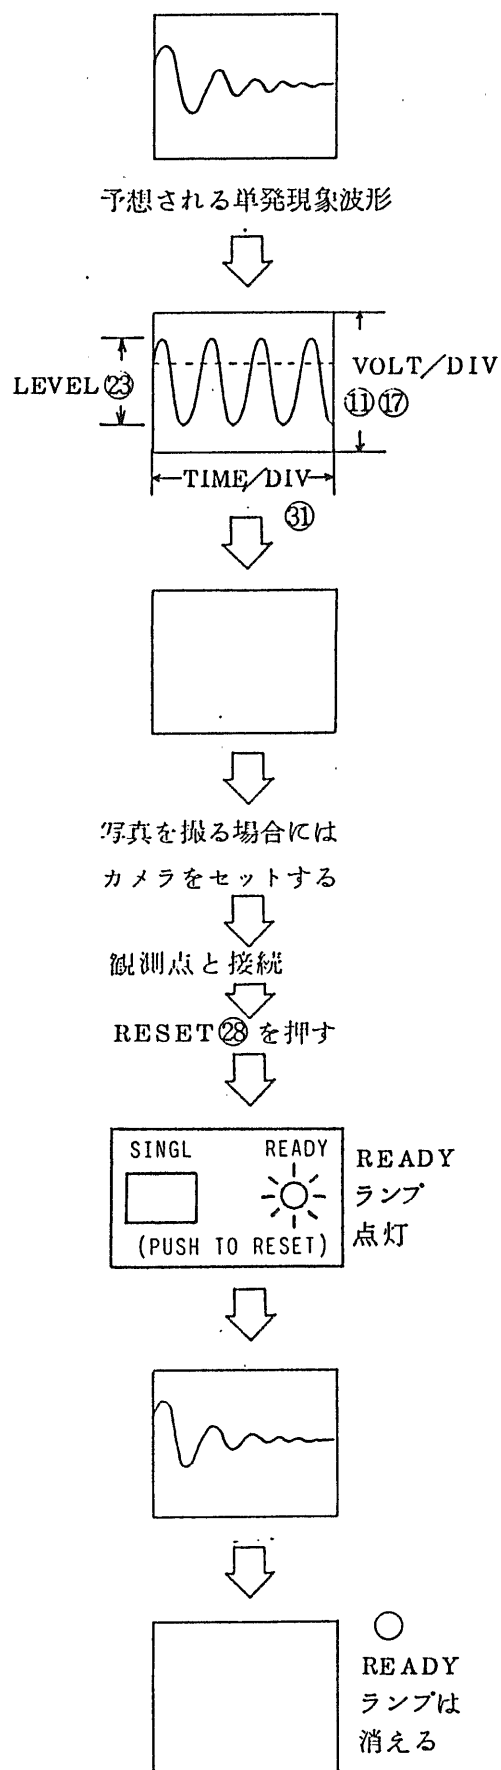 予想される単発現象波形
LEVEL㉓
VOLT/DIV
⑪⑰
TIME/DIV
㉛
写真を撮る場合には
カメラをセットする
観測点と接続
RESET㉘を押す
SINGL READY
(PUSH TO RESET)
READY
ランプ
点灯
READY
ランプは
消える